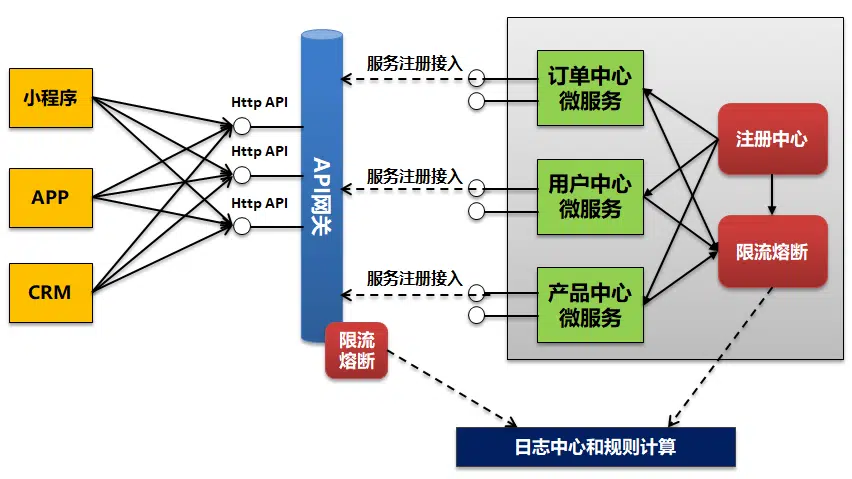 小程序
APP
CRM
Http API
Http API
Http API
API网关
限流
熔断
服务注册接入
服务注册接入
服务注册接入
订单中心
微服务
用户中心
微服务
产品中心
微服务
注册中心
限流熔断
日志中心和规则计算